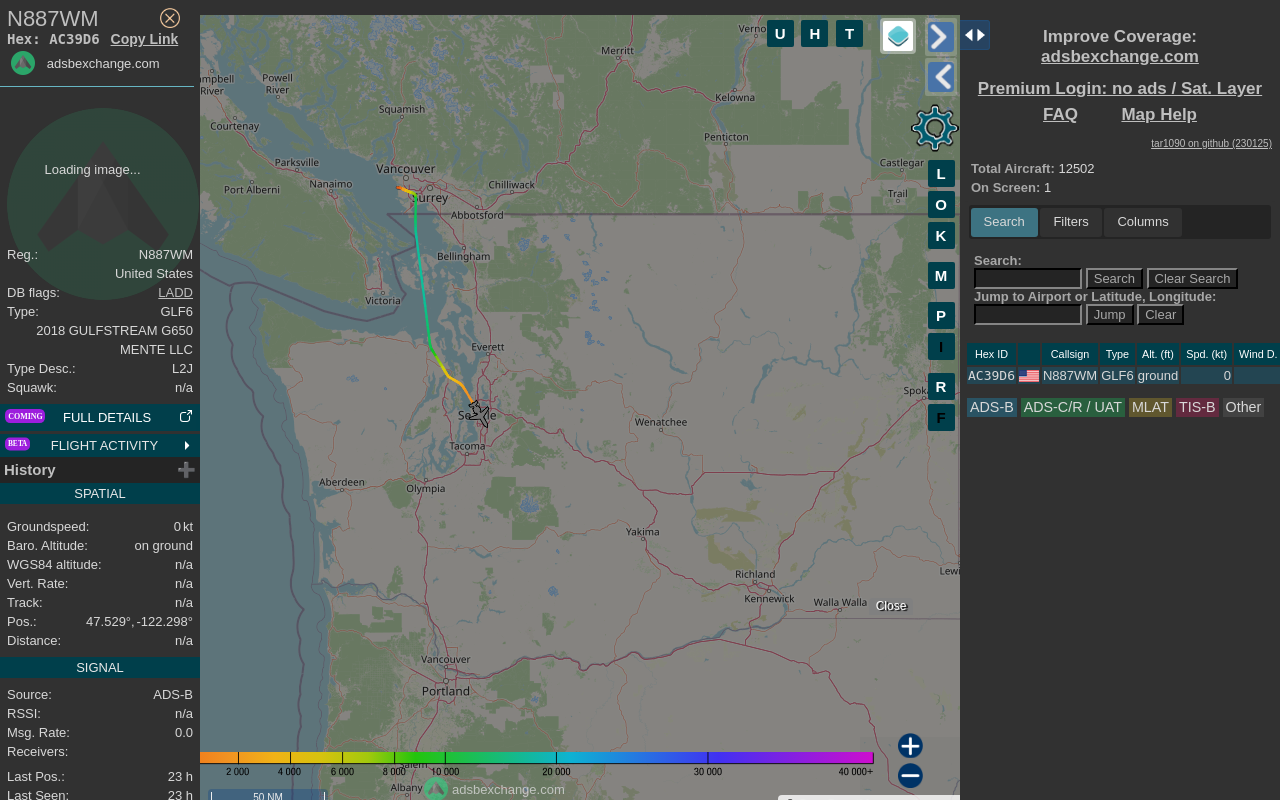 N887WM
Hex: AC39D6 Copy Link
adsbexchange.com
Loading image...
Reg.: N887WM
United States
DB flags: LADD
Type: GLF6
2018 GULFSTREAM G650
MENTE LLC
Type Desc.: L2J
Squawk: n/a
COMING FULL DETAILS
BETA FLIGHT ACTIVITY
History
SPATIAL
Groundspeed: 0 kt
Baro. Altitude: on ground
WGS84 altitude: n/a
Vert. Rate: n/a
Track: n/a
Pos.: 47.529°, -122.298°
Distance: n/a
SIGNAL
Source: ADS-B
RSSI: n/a
Msg. Rate: 0.0
Receivers:
Last Pos.: 23 h
Last Seen: 23 h
U H T
Merritt
Powell
River
River
Squamish
Kelowna
Courtenay
Penticton
Parksville
Vancouver
Castlegar
Port Alberni
Nanaimo
Surrey
Chilliwack
Trail
Abbotsford
Bellingham
Victoria
Everett
Wenatchee
Tacoma
Aberdeen
Olympia
Yakima
Richland
Kennewick
Walla Walla
Close
Vancouver
Portland
Albany
L
O
K
M
P
I
R
F
2 000 4 000 6 000 8 000 10 000 20 000 30 000 40 000+
adsbexchange.com
50 NM
Improve Coverage:
adsbexchange.com
Premium Login: no ads / Sat. Layer
FAQ Map Help
tar1090 on github (230125)
Total Aircraft: 12502
On Screen: 1
Search Filters Columns
Search:
Search Clear Search
Jump to Airport or Latitude, Longitude:
Jump Clear
Hex ID Callsign Type Alt. (ft) Spd. (kt) Wind D.
AC39D6 N887WM GLF6 ground 0
ADS-B ADS-C/R / UAT MLAT TIS-B Other